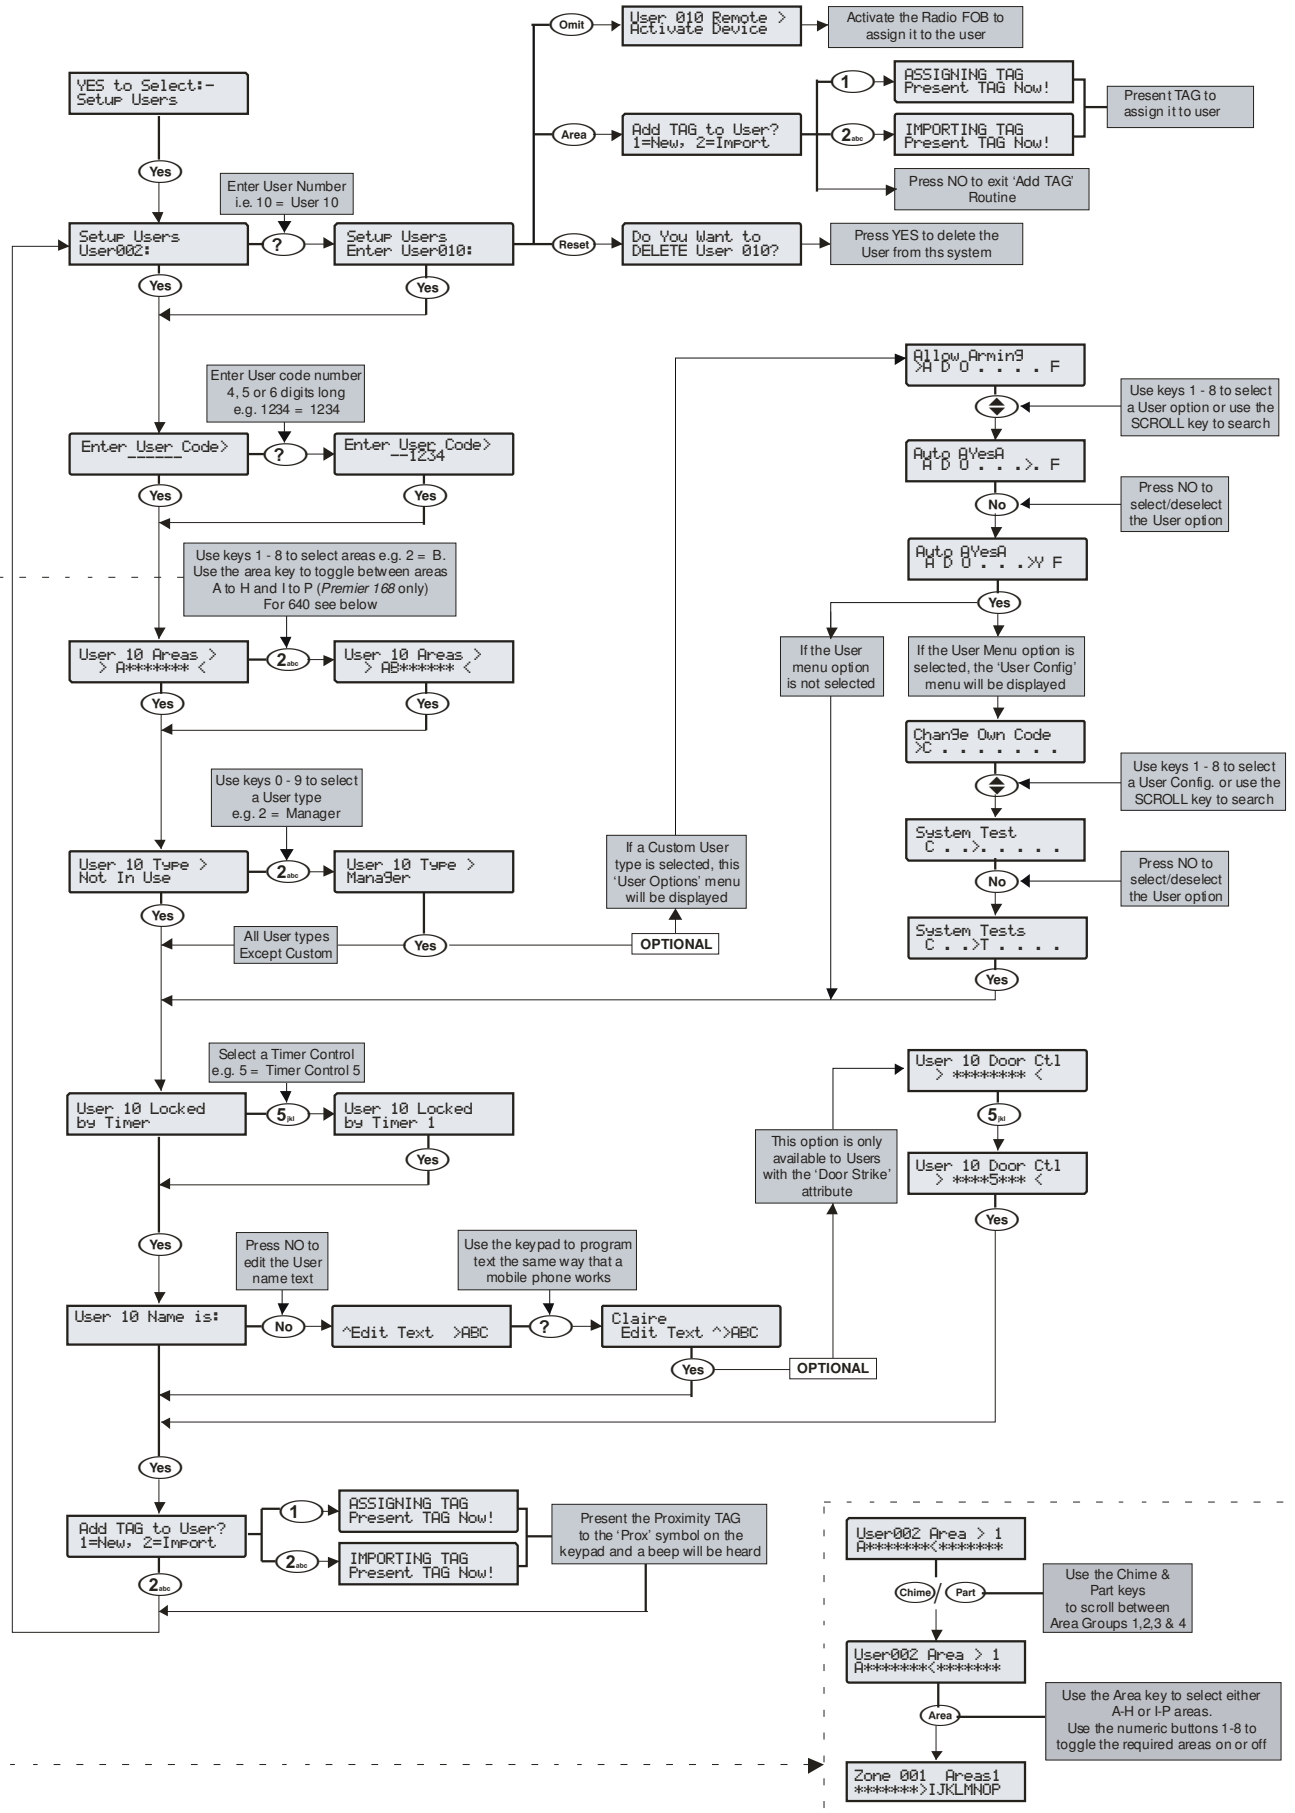 YES to Select:-
Setup Users
Yes
Enter User Number
i.e. 10 = User 10
Setup Users
User002:
?
Setup Users
Enter User010:
Yes
Yes
Omit
User 010 Remote >
Activate Device
Activate the Radio FOB to
assign it to the user
Area
Add TAG to User?
1=New, 2=Import
1
ASSIGNING TAG
Present TAG Now!
2abc
IMPORTING TAG
Present TAG Now!
Present TAG to
assign it to user
Press NO to exit ‘Add TAG’
Routine
Reset
Do You Want to
DELETE User 010?
Press YES to delete the
User from ths system
Enter User code number
4, 5 or 6 digits long
e.g. 1234 = 1234
Enter User Code>
------
?
Enter User Code>
--1234
Yes
Yes
Use keys 1 - 8 to select areas e.g. 2 = B.
Use the area key to toggle between areas
A to H and I to P (Premier 168 only)
For 640 see below
User 10 Areas >
> A******* <
2abc
User 10 Areas >
> AB****** <
Yes
Yes
Use keys 0 - 9 to select
a User type
e.g. 2 = Manager
User 10 Type >
Not In Use
2abc
User 10 Type >
Manager
Yes
All User types
Except Custom
Yes
OPTIONAL
If a Custom User
type is selected, this
‘User Options’ menu
will be displayed
Allow Arming
>A D O . . . . F
Use keys 1 - 8 to select
a User option or use the
SCROLL key to search
Auto AYesA
A D O . . .>. F
No
Press NO to
select/deselect
the User option
Auto AYesA
A D O . . .>Y F
Yes
If the User
menu option
is not selected
If the User Menu option is
selected, the ‘User Config’
menu will be displayed
Change Own Code
>C . . . . . . .
Use keys 1 - 8 to select
a User Config. or use the
SCROLL key to search
System Test
C . .>. . . . .
No
Press NO to
select/deselect
the User option
System Tests
C . .>T . . . .
Yes
Select a Timer Control
e.g. 5 = Timer Control 5
User 10 Locked
by Timer
5jkl
User 10 Locked
by Timer 1
Yes
Yes
This option is only
available to Users
with the ‘Door Strike’
attribute
User 10 Door Ctl
> ******** <
5jkl
User 10 Door Ctl
> ****5*** <
Yes
Press NO to
edit the User
name text
Use the keypad to program
text the same way that a
mobile phone works
User 10 Name is:
No
^Edit Text >ABC
?
Claire
Edit Text ^>ABC
Yes
OPTIONAL
Yes
Add TAG to User?
1=New, 2=Import
1
ASSIGNING TAG
Present TAG Now!
2abc
IMPORTING TAG
Present TAG Now!
Present the Proximity TAG
to the ‘Prox’ symbol on the
keypad and a beep will be heard
2abc
User002 Area > 1
A*******<*******
Chime / Part
Use the Chime &
Part keys
to scroll between
Area Groups 1,2,3 & 4
User002 Area > 1
A*******<*******
Area
Use the Area key to select either
A-H or I-P areas.
Use the numeric buttons 1-8 to
toggle the required areas on or off
Zone 001 Areas1
*******>IJKLMNOP